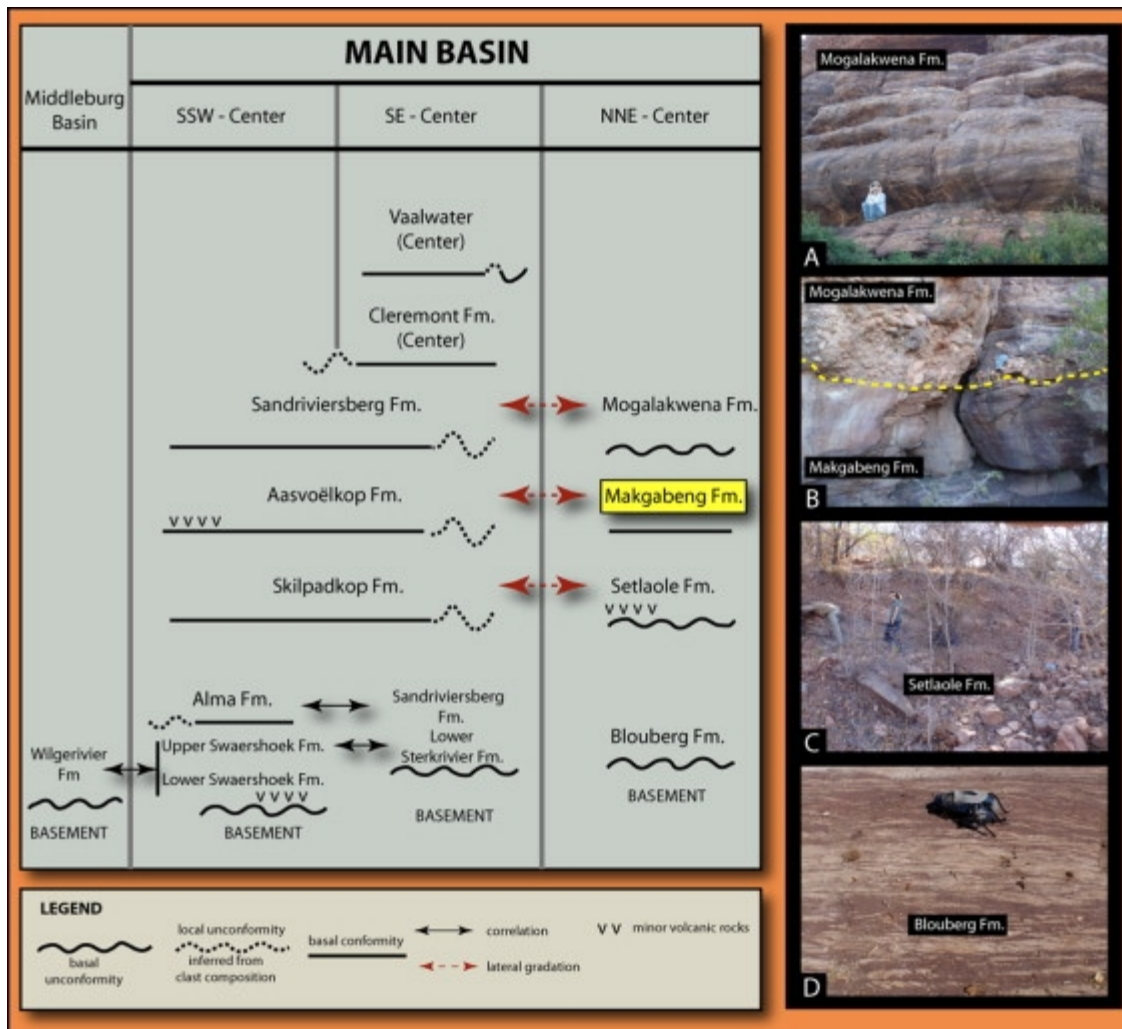 MAIN BASIN
Middleburg
Basin
SSW - Center
SE - Center
NNE - Center
Vaalwater
(Center)
Cleremont Fm.
(Center)
Sandriviersberg Fm.
Mogalakwena Fm.
Aasvoëlkop Fm.
Makgabeng Fm.
V V V V
Skilpadkop Fm.
Setlaole Fm.
V V V V
Alma Fm.
Sandriviersberg
Fm.
Lower
Sterkrivier Fm.
Upper Swaershoek Fm.
Blouberg Fm.
Wilgerivier
Fm
Lower Swaershoek Fm.
V V V V
BASEMENT
BASEMENT
BASEMENT
BASEMENT
LEGEND
basal
unconformity
local unconformity
inferred from
clast composition
basal conformity
correlation
lateral gradation
V V minor volcanic rocks
Mogalakwena Fm.
A
Mogalakwena Fm.
Makgabeng Fm.
B
Setlaole Fm.
C
Blouberg Fm.
D